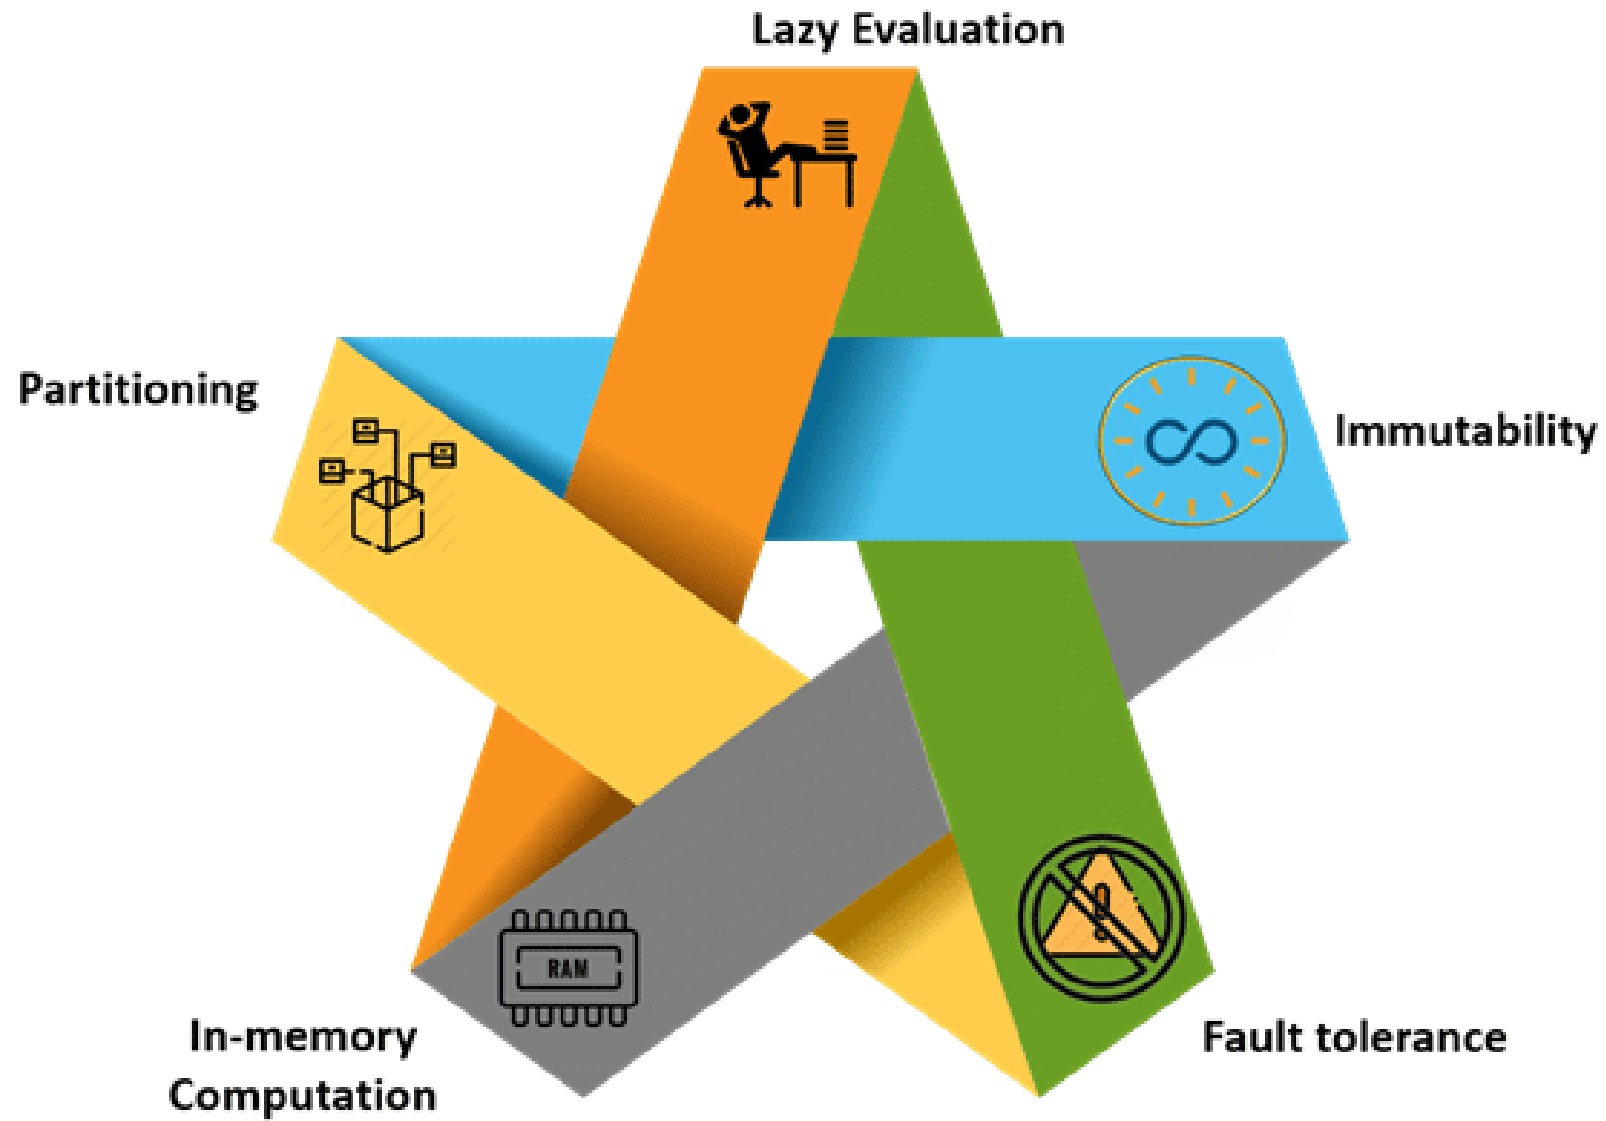 Lazy Evaluation
Partitioning
Immutability
RAM
In-memory
Computation
Fault tolerance